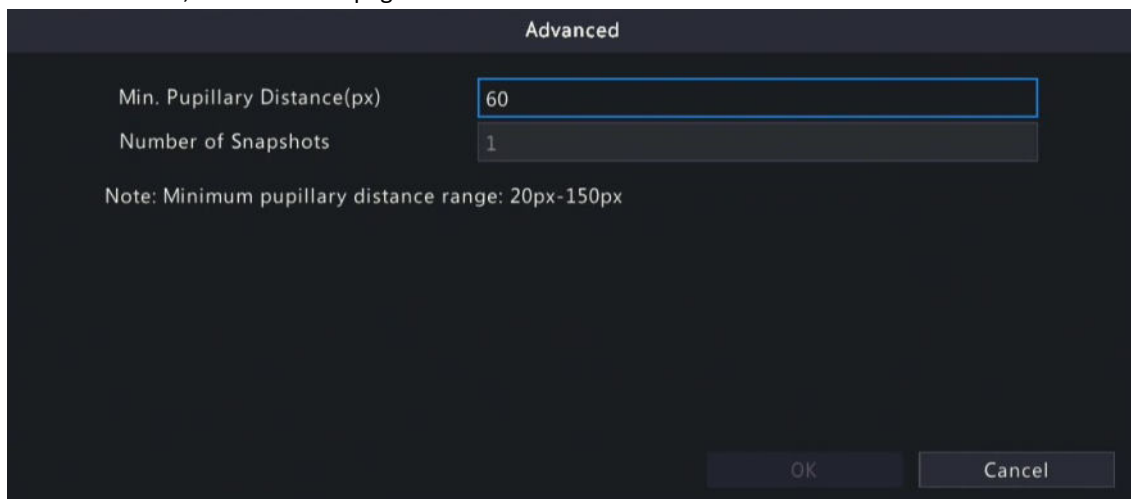 Advanced
Min. Pupillary Distance(px) 60
Number of Snapshots 1
Note: Minimum pupillary distance range: 20px-150px
OK Cancel